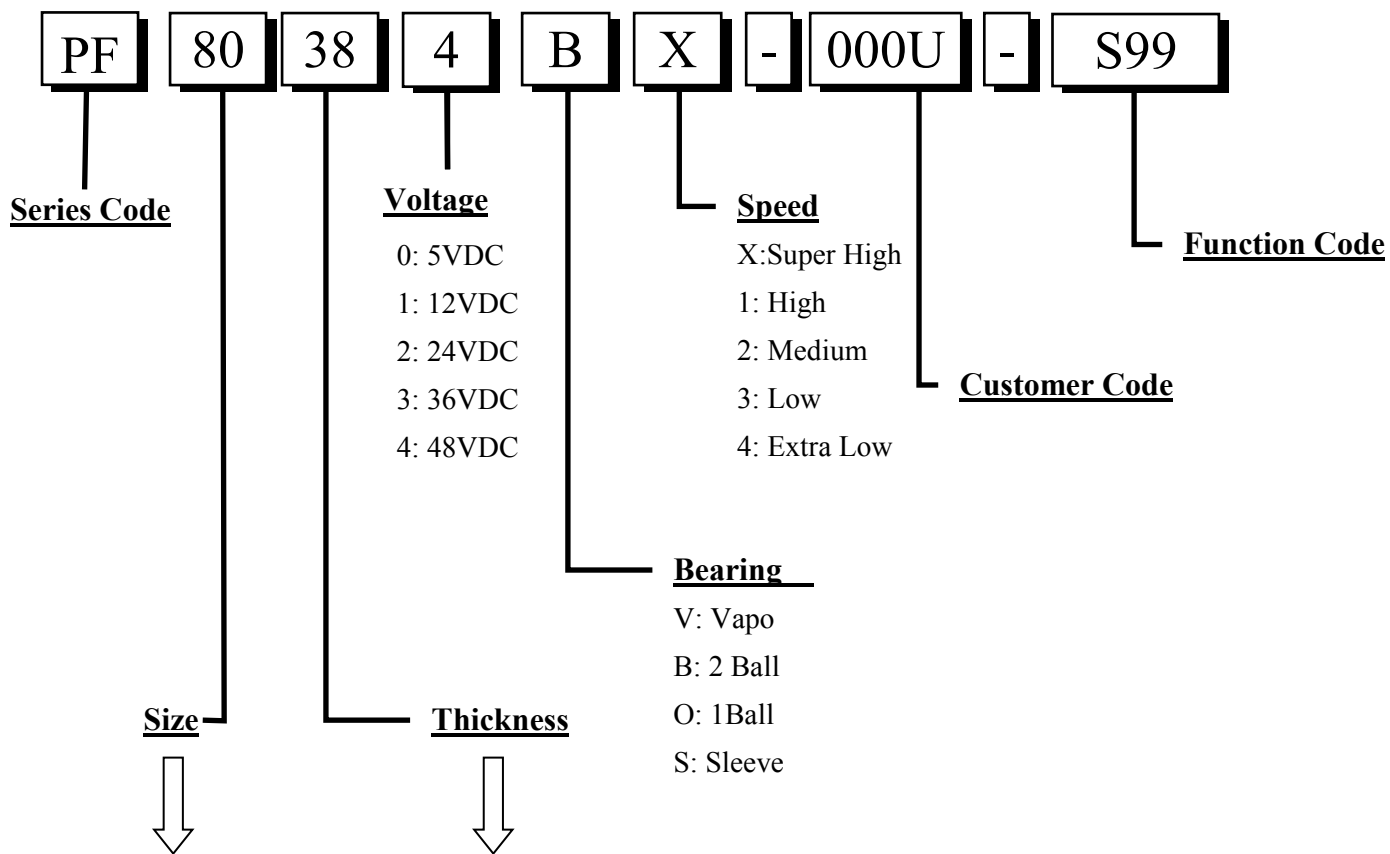 PF 80 38 4 B X - 000U - S99
Series Code
Voltage
0: 5VDC
1: 12VDC
2: 24VDC
3: 36VDC
4: 48VDC
Speed
X:Super High
1: High
2: Medium
3: Low
4: Extra Low
Function Code
Customer Code
Bearing
V: Vapo
B: 2 Ball
O: 1Ball
S: Sleeve
Size
Thickness